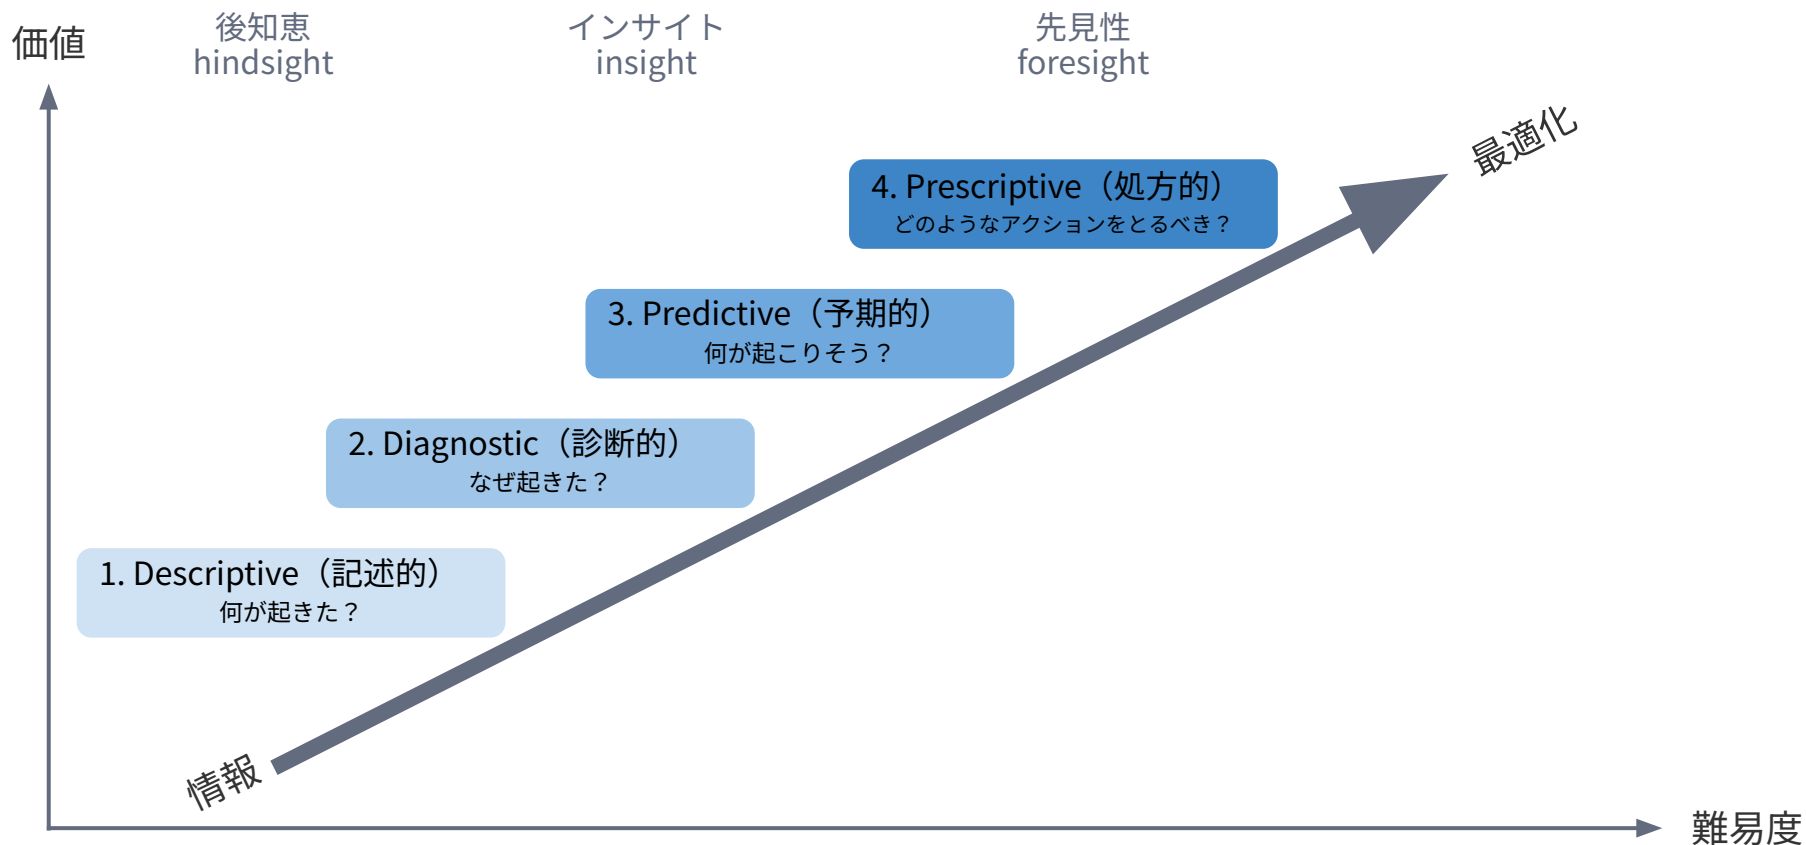 価値
後知恵
hindsight
インサイト
insight
先見性
foresight
最適化
4. Prescriptive（処方的）
どのようなアクションをとるべき？
3. Predictive（予期的）
何が起こりそう？
2. Diagnostic（診断的）
なぜ起きた？
1. Descriptive（記述的）
何が起きた？
情報
難易度